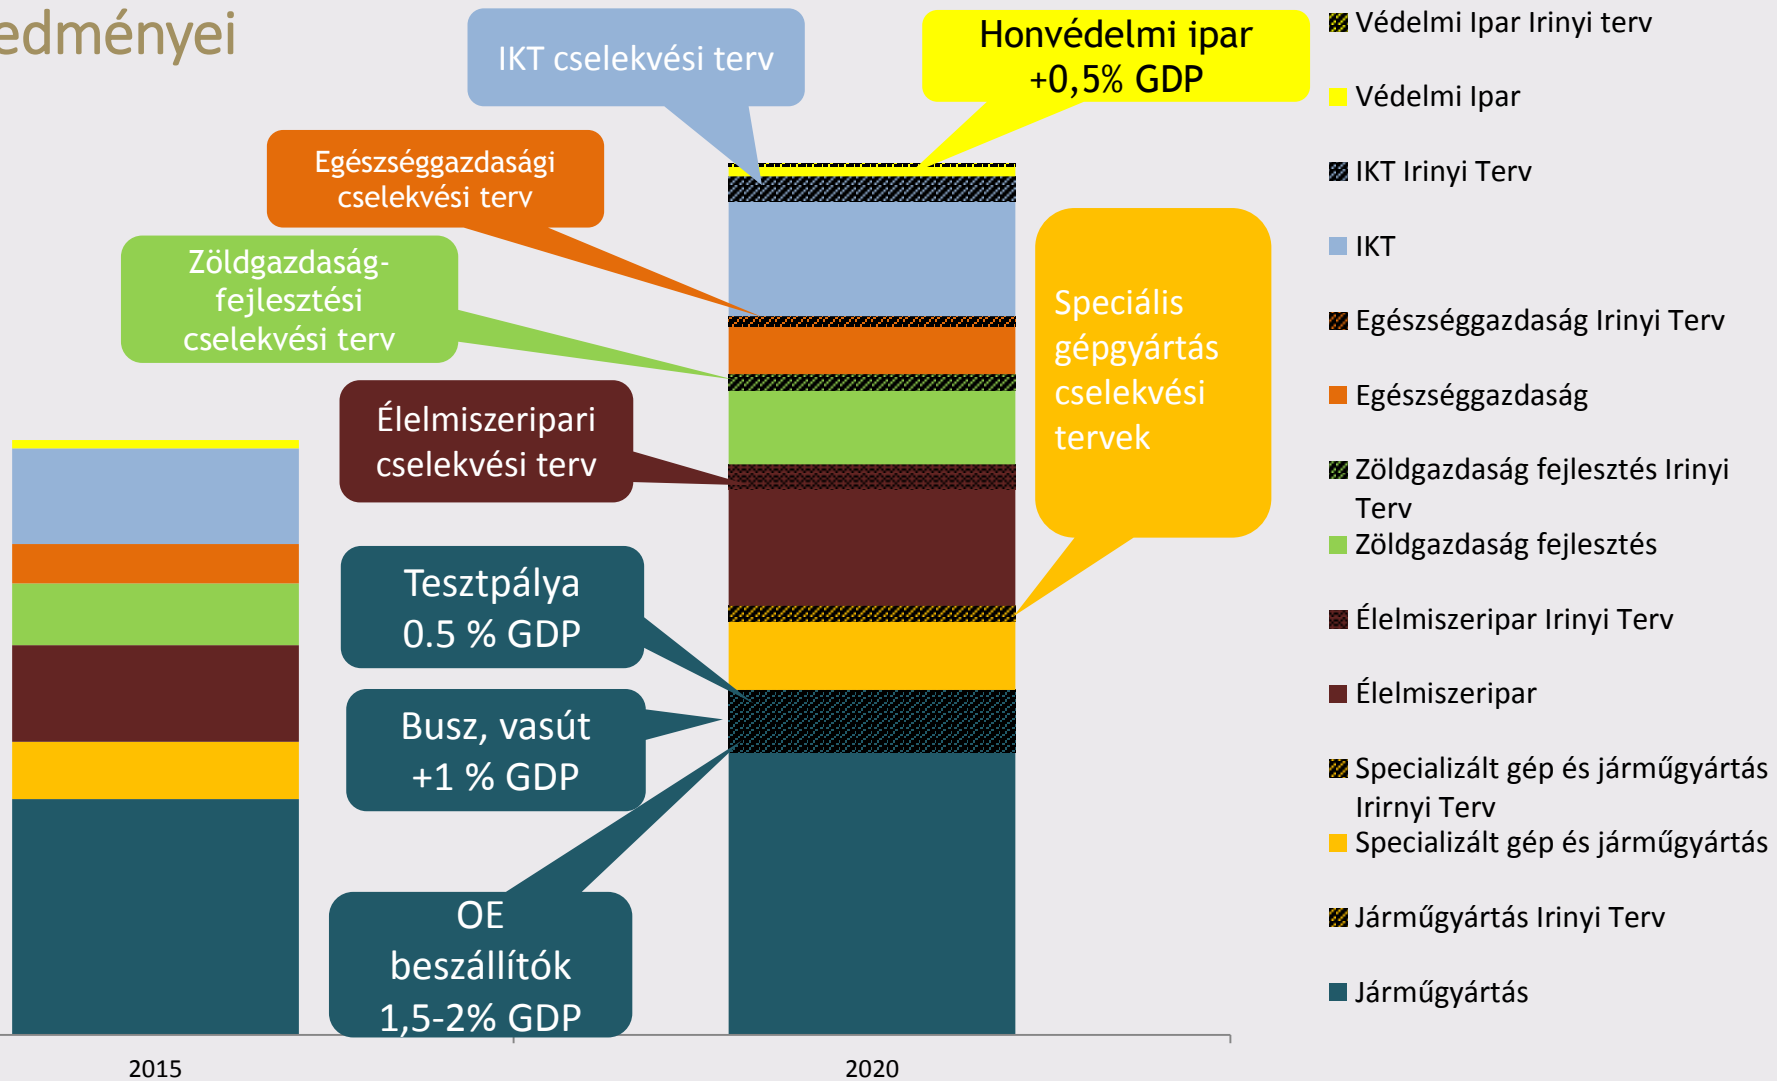 edményei
IKT cselekvési terv
Honvédelmi ipar
+0,5% GDP
Egészséggazdasági
cselekvési terv
Zöldgazdaság-
fejlesztési
cselekvési terv
Élelmiszeripari
cselekvési terv
Speciális
gépgyártás
cselekvési
tervek
Tesztpálya
0.5 % GDP
Busz, vasút
+1 % GDP
OE
beszállítók
1,5-2% GDP
2015
2020
Védelmi Ipar Irinyi terv
Védelmi Ipar
IKT Irinyi Terv
IKT
Egészséggazdaság Irinyi Terv
Egészséggazdaság
Zöldgazdaság fejlesztés Irinyi
Terv
Zöldgazdaság fejlesztés
Élelmiszeripar Irinyi Terv
Élelmiszeripar
Specializált gép és járműgyártás
Irirnyi Terv
Specializált gép és járműgyártás
Járműgyártás Irinyi Terv
Járműgyártás